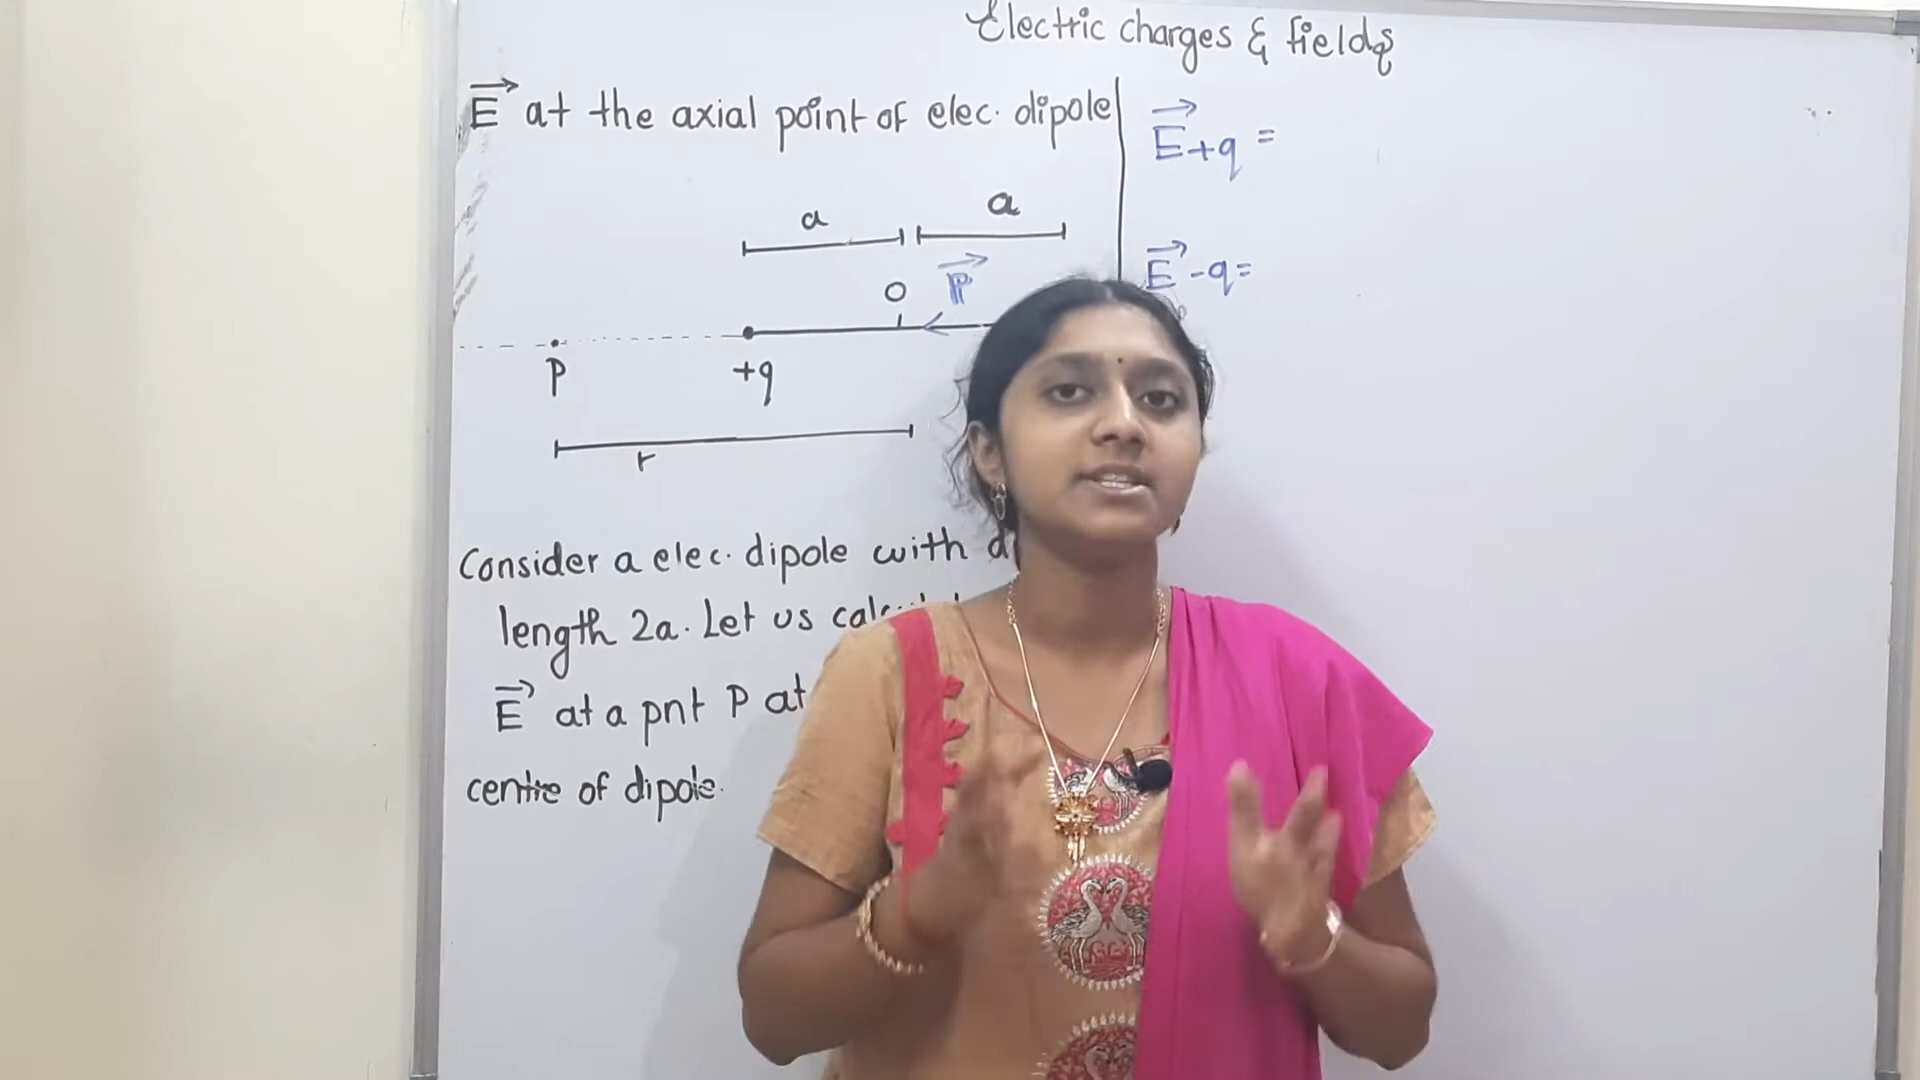 Electric charges & fields
E at the axial point of elec. dipole
E+q =
a
a
E-q=
O
P
P
+q
r
Consider a elec. dipole with
length 2a. Let us
E at a pnt P at
centre of dipole.